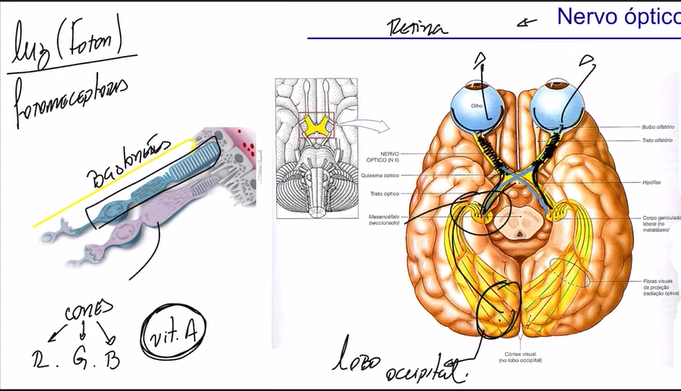 Nervo óptico
Retina
luz (Foton)
fotorreceptores
Bastonetes
cones
R. G. B
vit. A
lobo occipital.
Olho
NERVO ÓPTICO (N II)
Quiasma óptico
Trato óptico
Mesencéfalo (seccionado)
Bulbo olfatório
Trato olfatório
Hipófise
Corpo geniculado
lateral (no
metatálamo)
Fibras visuais
de projeção
(radiação óptica)
Córtex visual
(no lobo occipital)